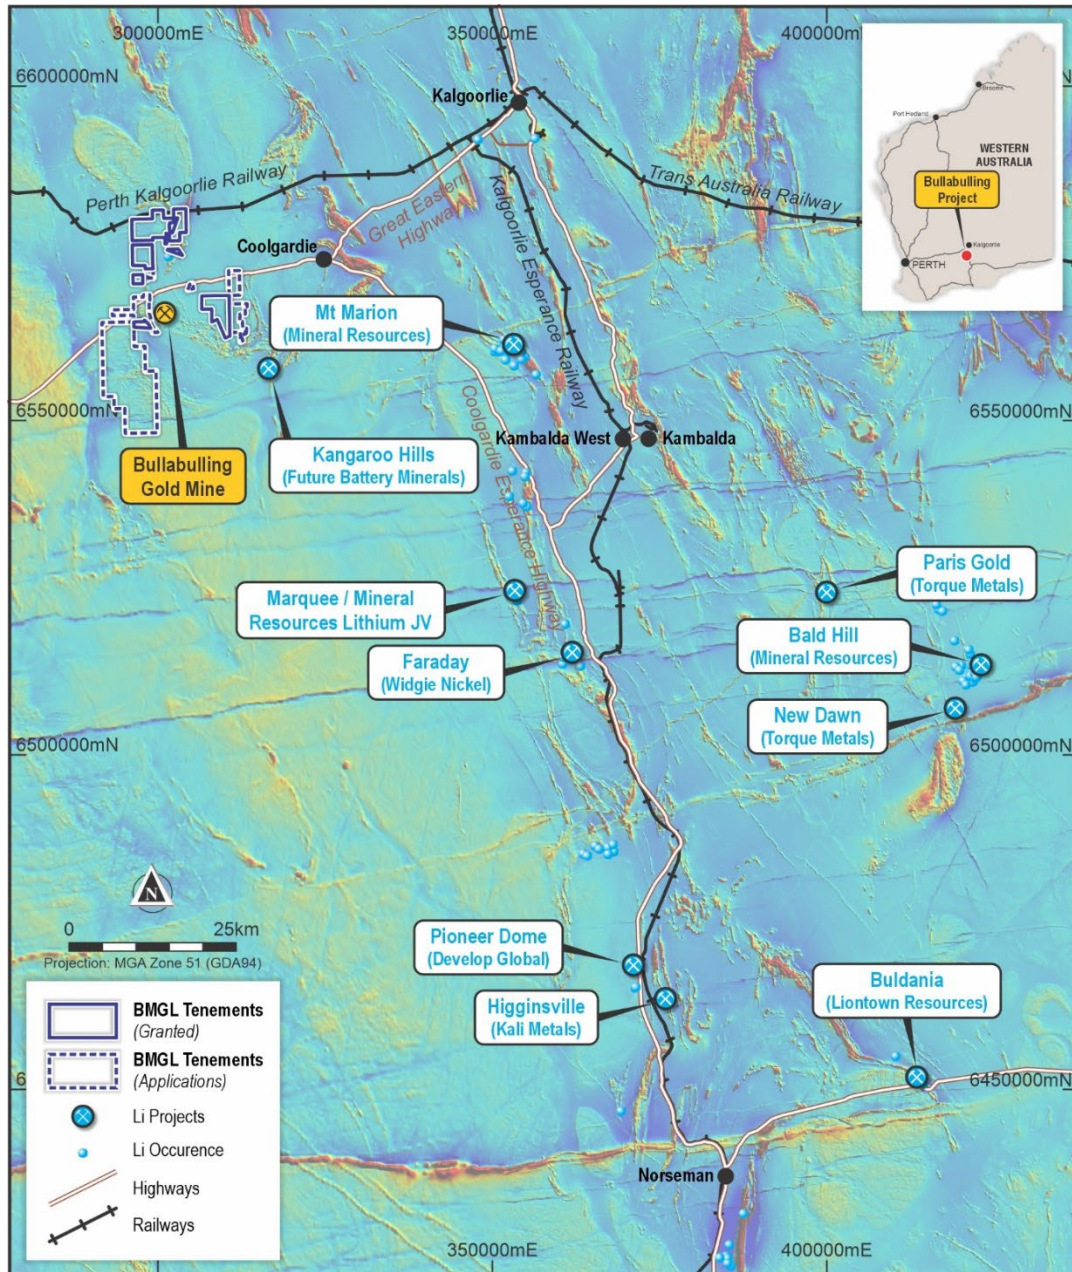 300000mE
350000mE
400000mE
6600000mN
Kalgoorlie
Broome
Port Hedland
WESTERN
AUSTRALIA
Bullabulling
Project
Kalgoorlie
PERTH
Perth Kalgoorlie Railway
Trans Australia Railway
Great Eastern
Highway
Kalgoorlie Esperance Railway
Coolgardie
Mt Marion
(Mineral Resources)
6550000mN
Coolgardie Esperance Highway
Kambalda West
Kambalda
Kangaroo Hills
(Future Battery Minerals)
Bullabulling
Gold Mine
Paris Gold
(Torque Metals)
Marquee / Mineral
Resources Lithium JV
Bald Hill
(Mineral Resources)
Faraday
(Widgie Nickel)
New Dawn
(Torque Metals)
6500000mN
6500000mN
N
0
25km
Projection: MGA Zone 51 (GDA94)
Pioneer Dome
(Develop Global)
Buldania
(Liontown Resources)
Higginsville
(Kali Metals)
BMGL Tenements
(Granted)
BMGL Tenements
(Applications)
6450000mN
Li Projects
Li Occurence
Highways
Railways
Norseman
350000mE
400000mE
6550000mN